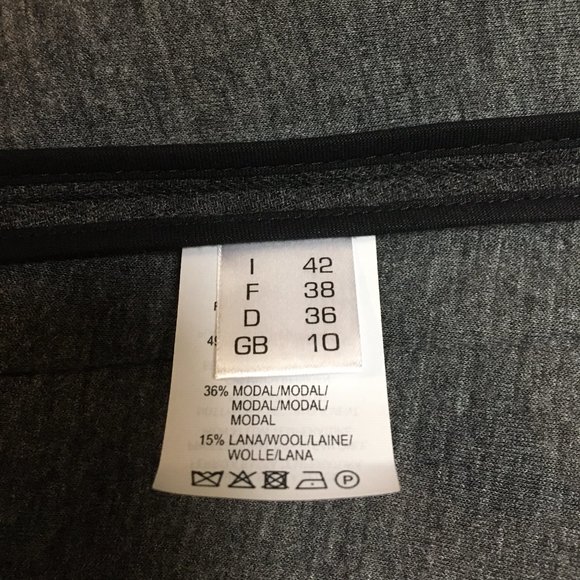 I 42
F 38
D 36
GB 10
36% MODAL/MODAL/
MODAL/MODAL/
MODAL
15% LANA/WOOL/LAINE/
WOLLE/LANA
P